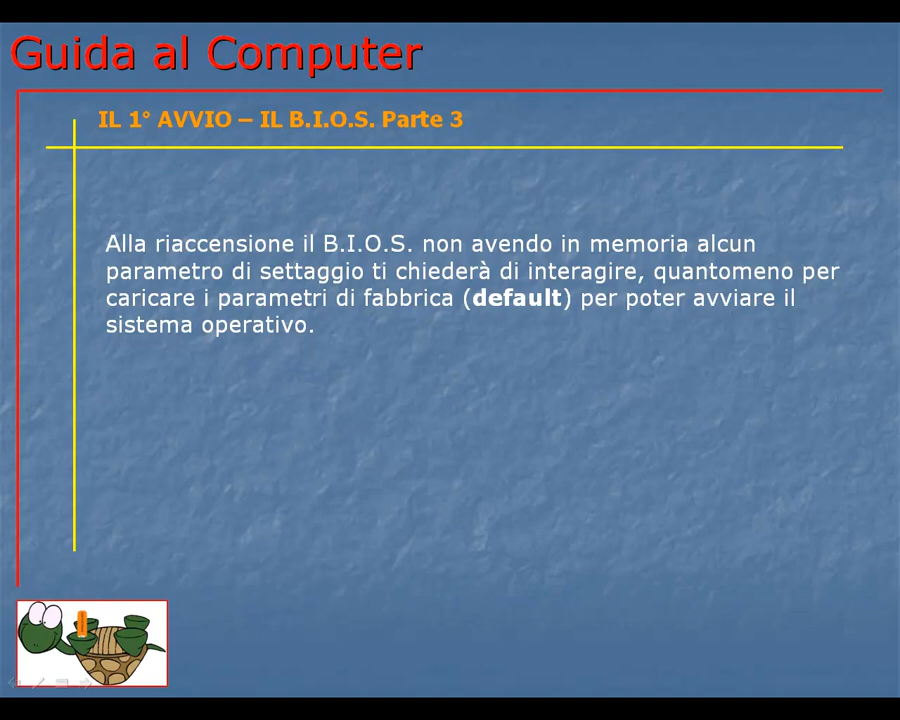 Guida al Computer
IL 1° AVVIO – IL B.I.O.S. Parte 3
Alla riaccensione il B.I.O.S. non avendo in memoria alcun
parametro di settaggio ti chiederà di interagire, quantomeno per
caricare i parametri di fabbrica (default) per poter avviare il
sistema operativo.